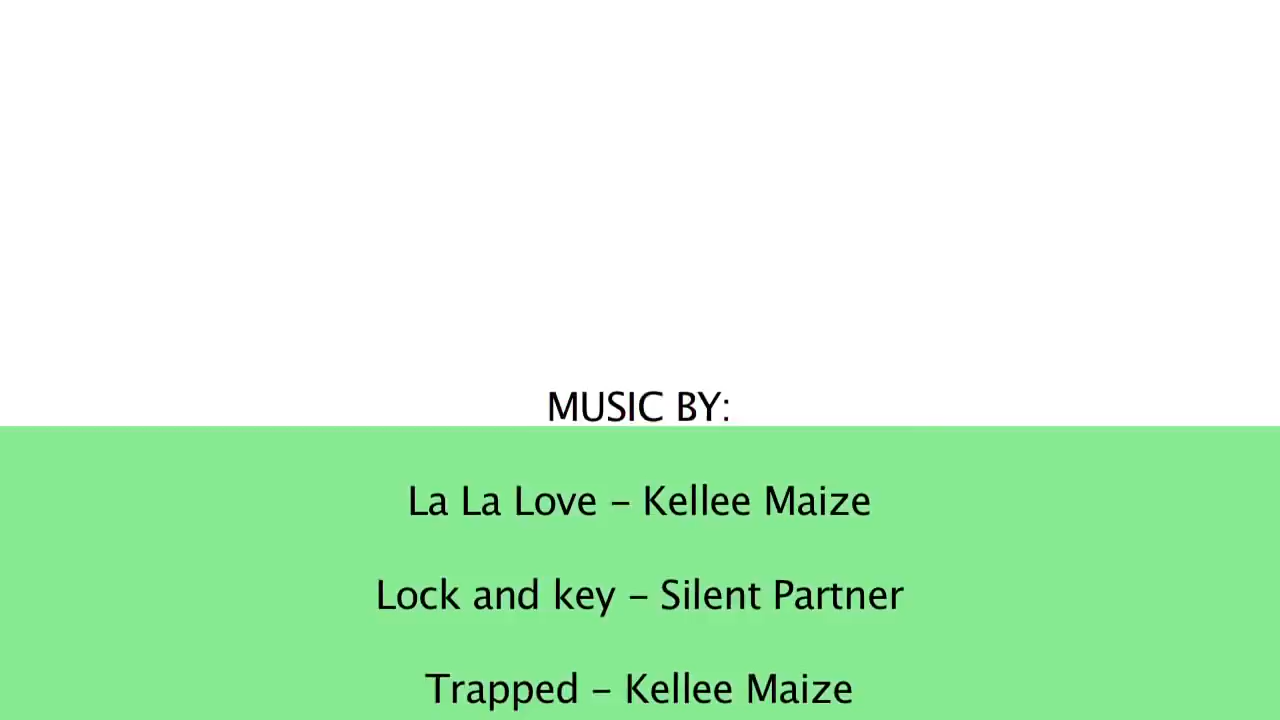 MUSIC BY:
La La Love – Kellee Maize
Lock and key – Silent Partner
Trapped – Kellee Maize